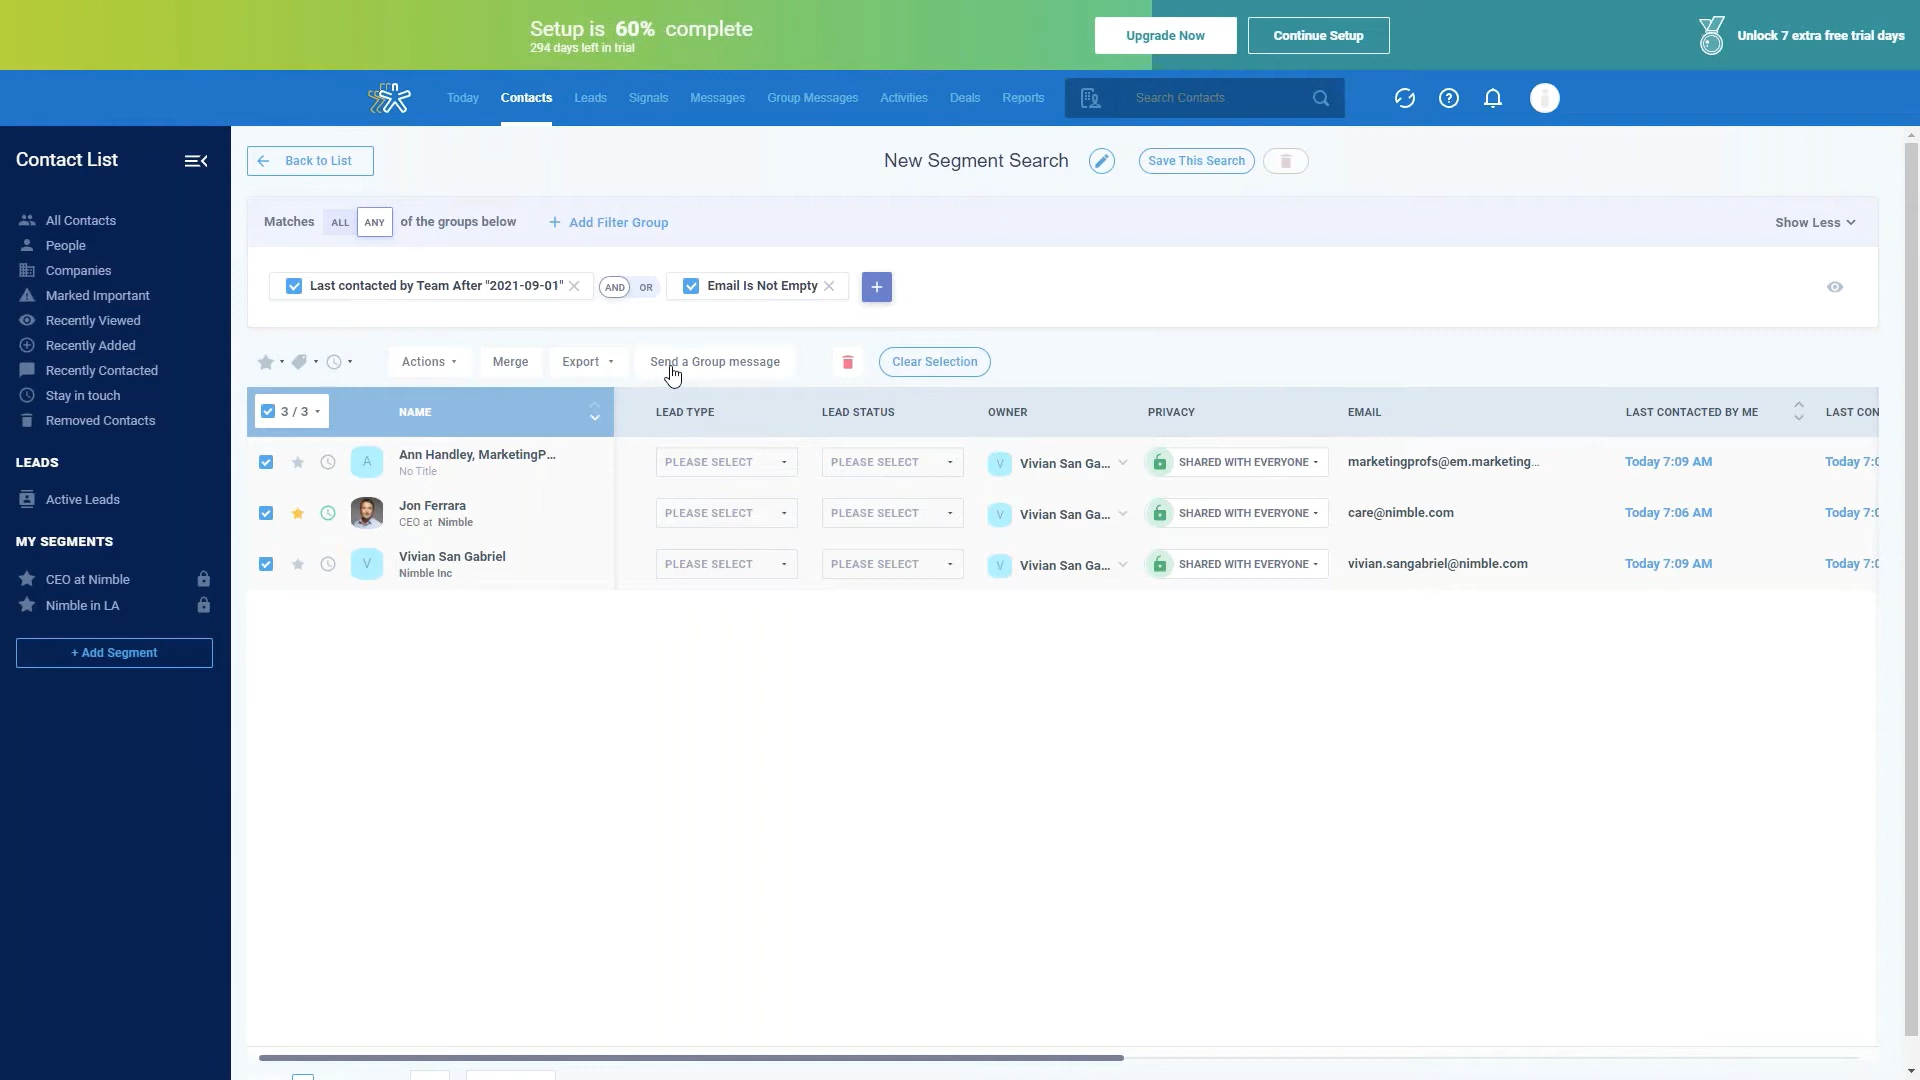 Setup is 60% complete
294 days left in trial
Upgrade Now
Continue Setup
Unlock 7 extra free trial days
Today
Contacts
Leads
Signals
Messages
Group Messages
Activities
Deals
Reports
Search Contacts
Contact List
All Contacts
People
Companies
Marked Important
Recently Viewed
Recently Added
Recently Contacted
Stay in touch
Removed Contacts
LEADS
Active Leads
MY SEGMENTS
CEO at Nimble
Nimble in LA
+ Add Segment
Back to List
New Segment Search
Save This Search
Matches ALL ANY of the groups below
+ Add Filter Group
Show Less
Last contacted by Team After "2021-09-01"
AND OR
Email Is Not Empty
Actions
Merge
Export
Send a Group message
Clear Selection
3 / 3
NAME
LEAD TYPE
LEAD STATUS
OWNER
PRIVACY
EMAIL
LAST CONTACTED BY ME
LAST CON
A
Ann Handley, MarketingP...
No Title
PLEASE SELECT
PLEASE SELECT
V
Vivian San Ga...
SHARED WITH EVERYONE
marketingprofs@em.marketing...
Today 7:09 AM
Today 7:0
Jon Ferrara
CEO at Nimble
PLEASE SELECT
PLEASE SELECT
V
Vivian San Ga...
SHARED WITH EVERYONE
care@nimble.com
Today 7:06 AM
Today 7:0
V
Vivian San Gabriel
Nimble Inc
PLEASE SELECT
PLEASE SELECT
V
Vivian San Ga...
SHARED WITH EVERYONE
vivian.sangabriel@nimble.com
Today 7:09 AM
Today 7:0